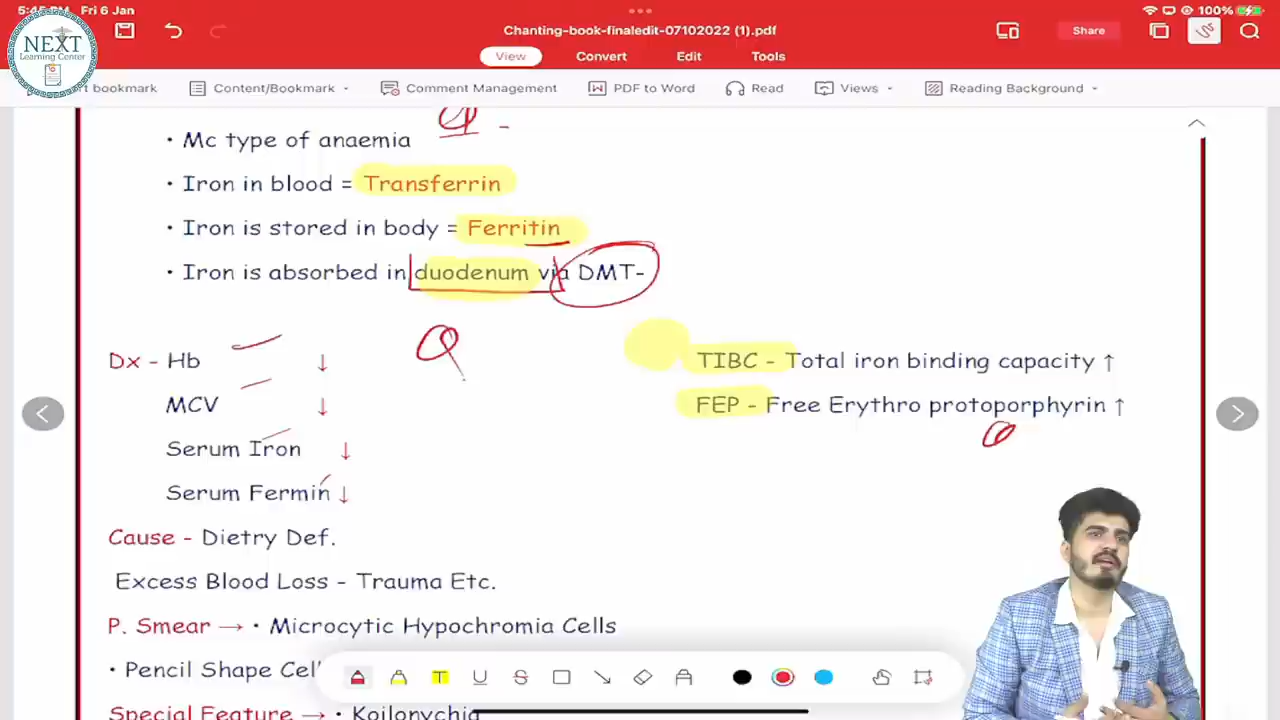 5:45 PM Fri 6 Jan
100%
NEXT
Learning Center
Chanting-book-finaledit-07102022 (1).pdf
Share
View Convert Edit Tools
bookmark Content/Bookmark Comment Management PDF to Word Read Views Reading Background
• Mc type of anaemia
• Iron in blood = Transferrin
• Iron is stored in body = Ferritin
• Iron is absorbed in duodenum via DMT-
Dx - Hb ↓
TIBC - Total iron binding capacity ↑
MCV ↓
FEP - Free Erythro protoporphyrin ↑
Serum Iron ↓
Serum Fermin ↓
Cause - Dietry Def.
Excess Blood Loss - Trauma Etc.
P. Smear → • Microcytic Hypochromia Cells
• Pencil Shape Cell
Special Feature → • Koilonychia